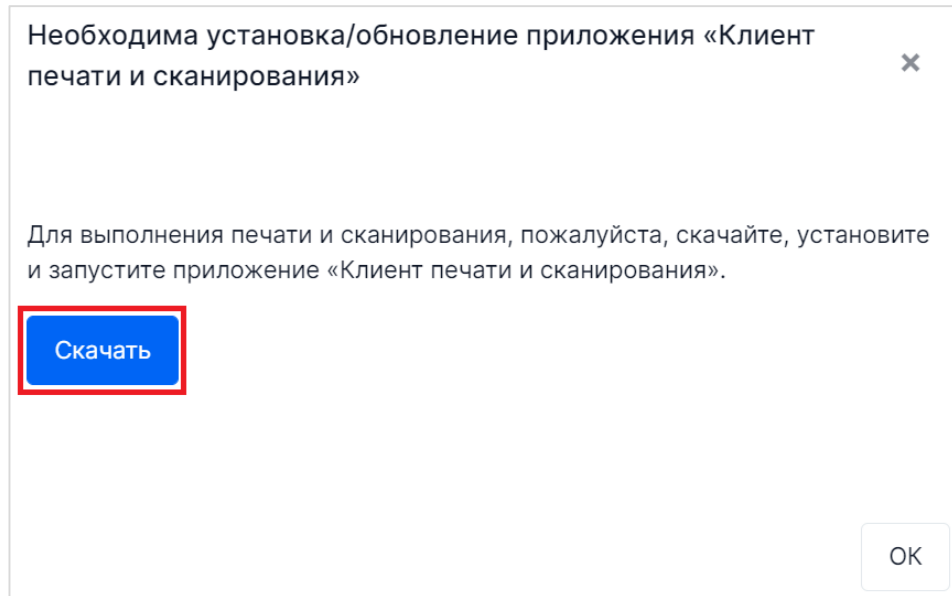 Необходима установка/обновление приложения «Клиент
печати и сканирования»
×
Для выполнения печати и сканирования, пожалуйста, скачайте, установите
и запустите приложение «Клиент печати и сканирования».
Скачать
ОК